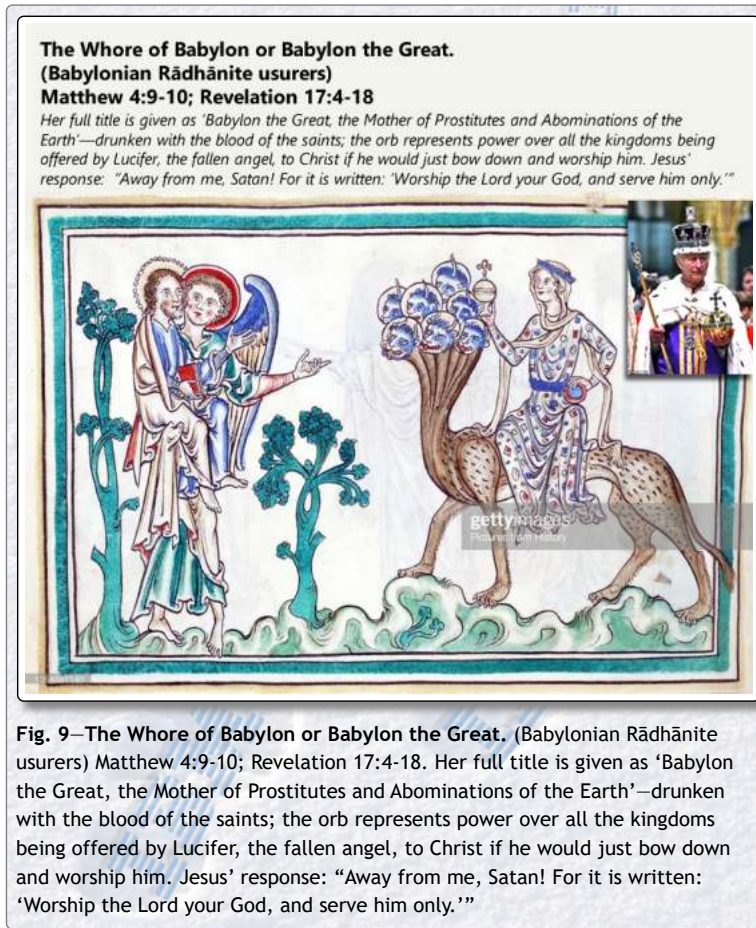 The Whore of Babylon or Babylon the Great.
(Babylonian Rādhānite usurers)
Matthew 4:9-10; Revelation 17:4-18
Her full title is given as ‘Babylon the Great, the Mother of Prostitutes and Abominations of the
Earth’—drunken with the blood of the saints; the orb represents power over all the kingdoms being
offered by Lucifer, the fallen angel, to Christ if he would just bow down and worship him. Jesus’
response: “Away from me, Satan! For it is written: ‘Worship the Lord your God, and serve him only.’”
gettyimages
Pictures from History
Fig. 9—The Whore of Babylon or Babylon the Great. (Babylonian Rādhānite
usurers) Matthew 4:9-10; Revelation 17:4-18. Her full title is given as ‘Babylon
the Great, the Mother of Prostitutes and Abominations of the Earth’—drunken
with the blood of the saints; the orb represents power over all the kingdoms
being offered by Lucifer, the fallen angel, to Christ if he would just bow down
and worship him. Jesus’ response: “Away from me, Satan! For it is written:
‘Worship the Lord your God, and serve him only.’”